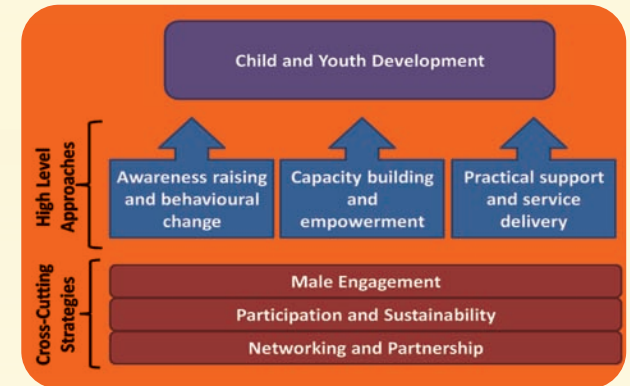 Child and Youth Development
High Level
Approaches
Awareness raising
and behavioural
change
Capacity building
and
empowerment
Practical support
and service
delivery
Cross-Cutting
Strategies
Male Engagement
Participation and Sustainability
Networking and Partnership